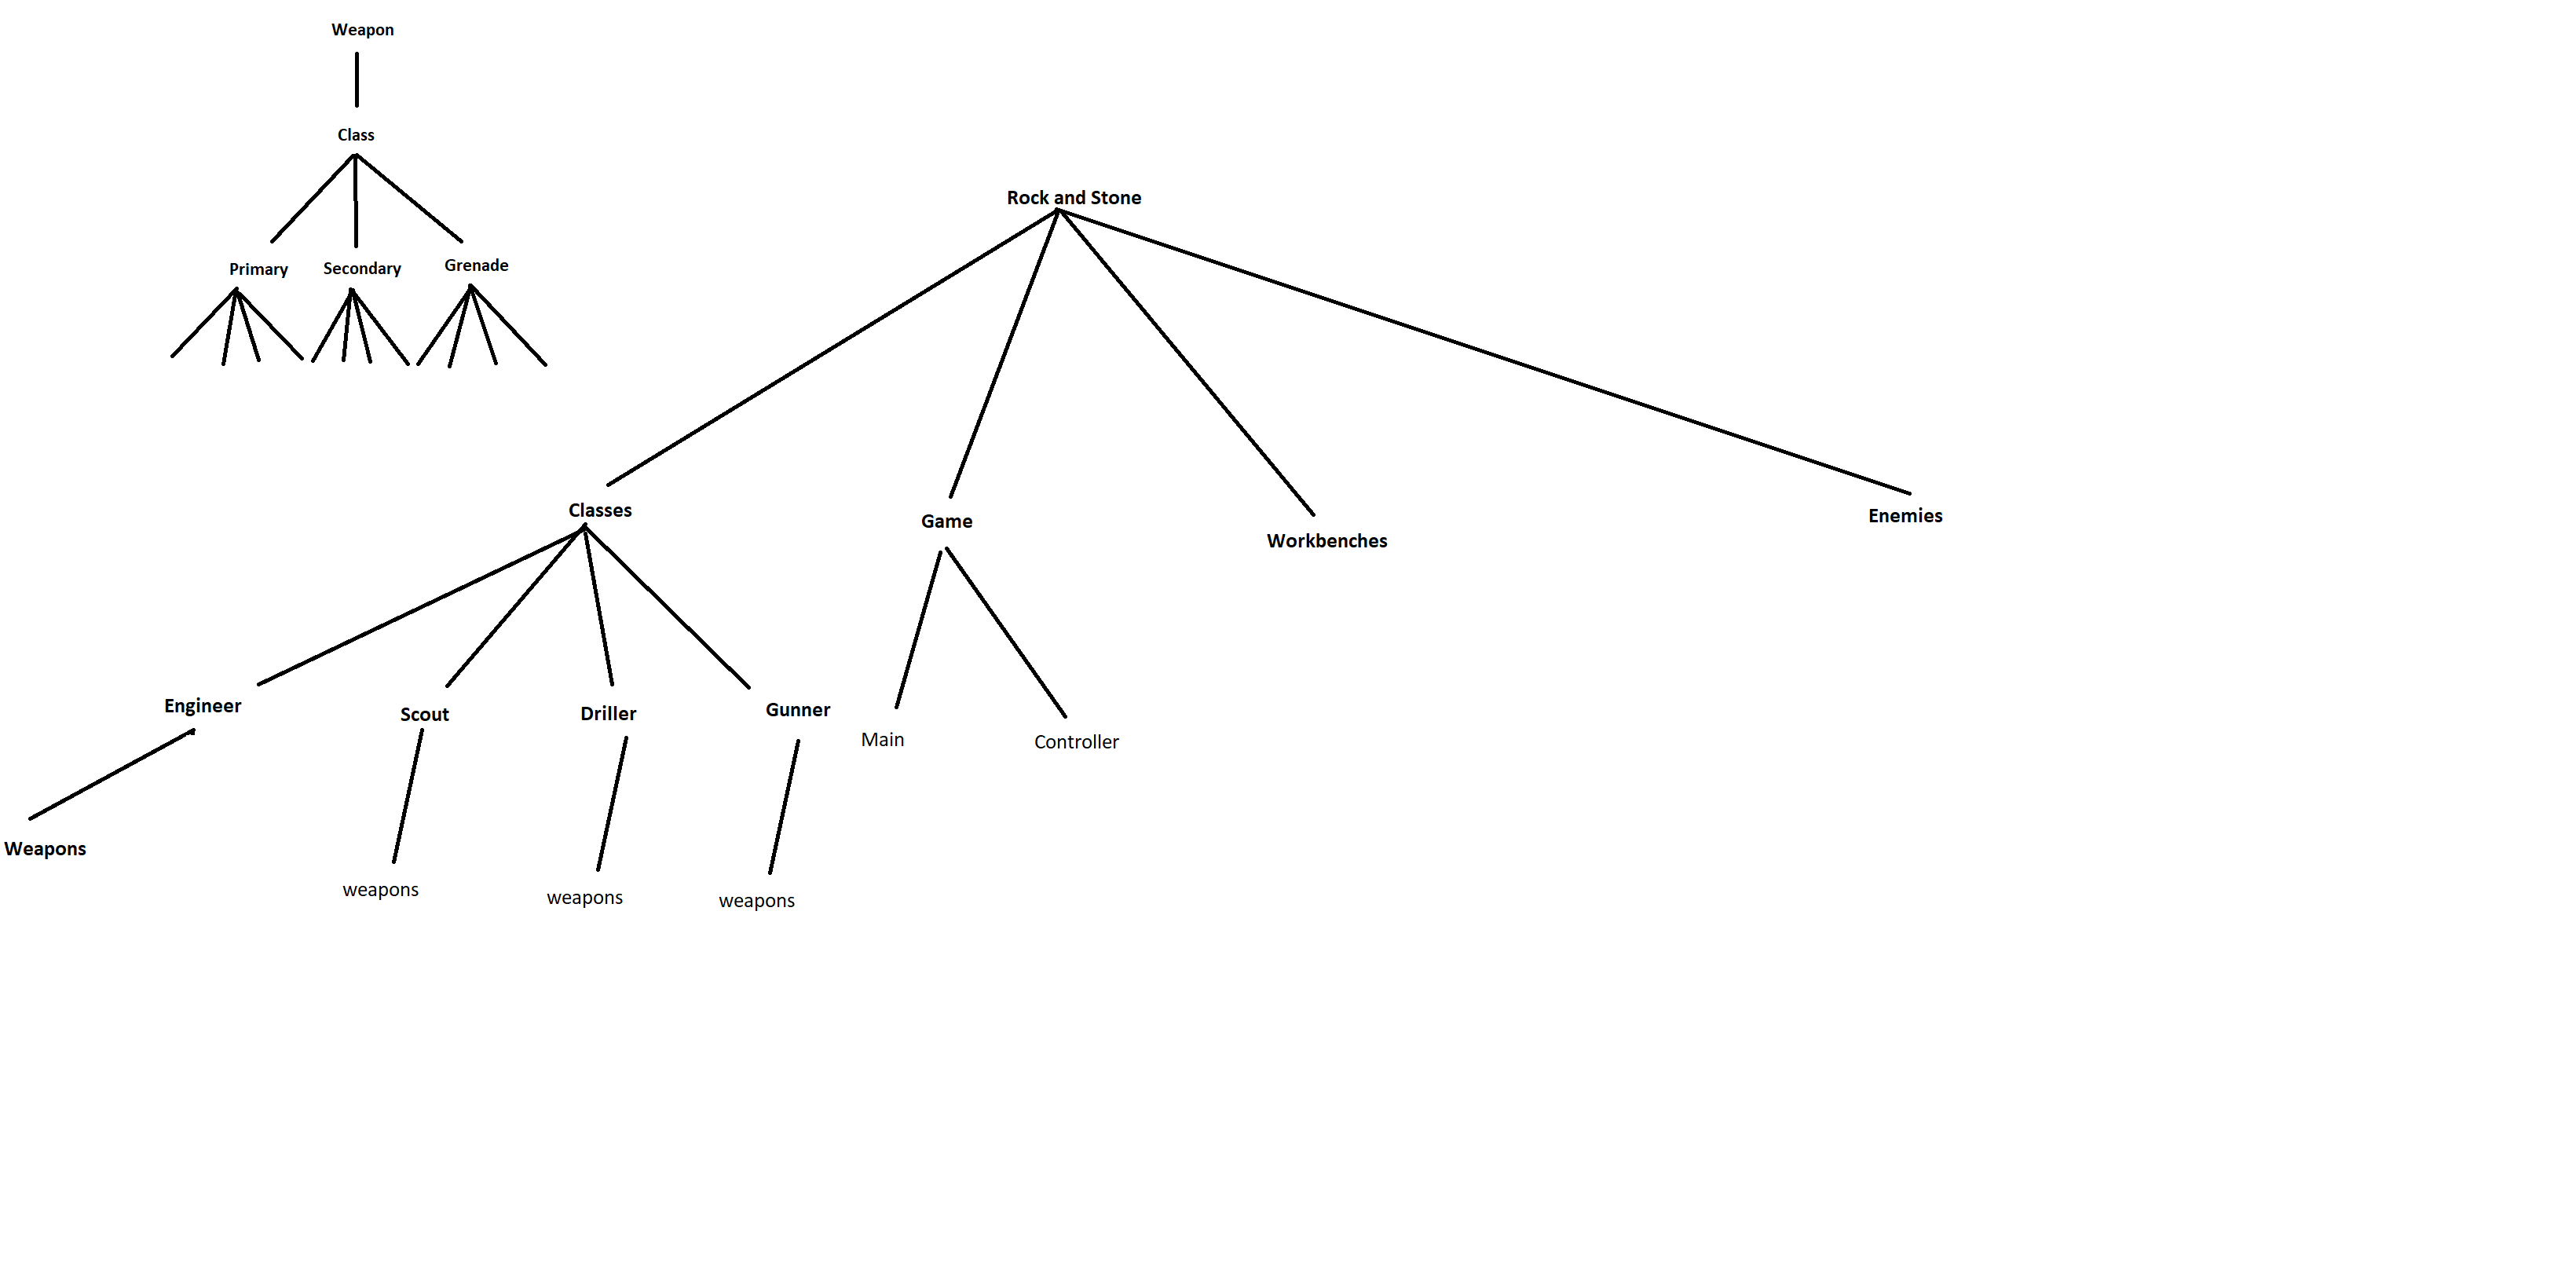 Weapon
Class
Primary
Secondary
Grenade
Rock and Stone
Classes
Game
Workbenches
Enemies
Engineer
Scout
Driller
Gunner
Main
Controller
Weapons
weapons
weapons
weapons